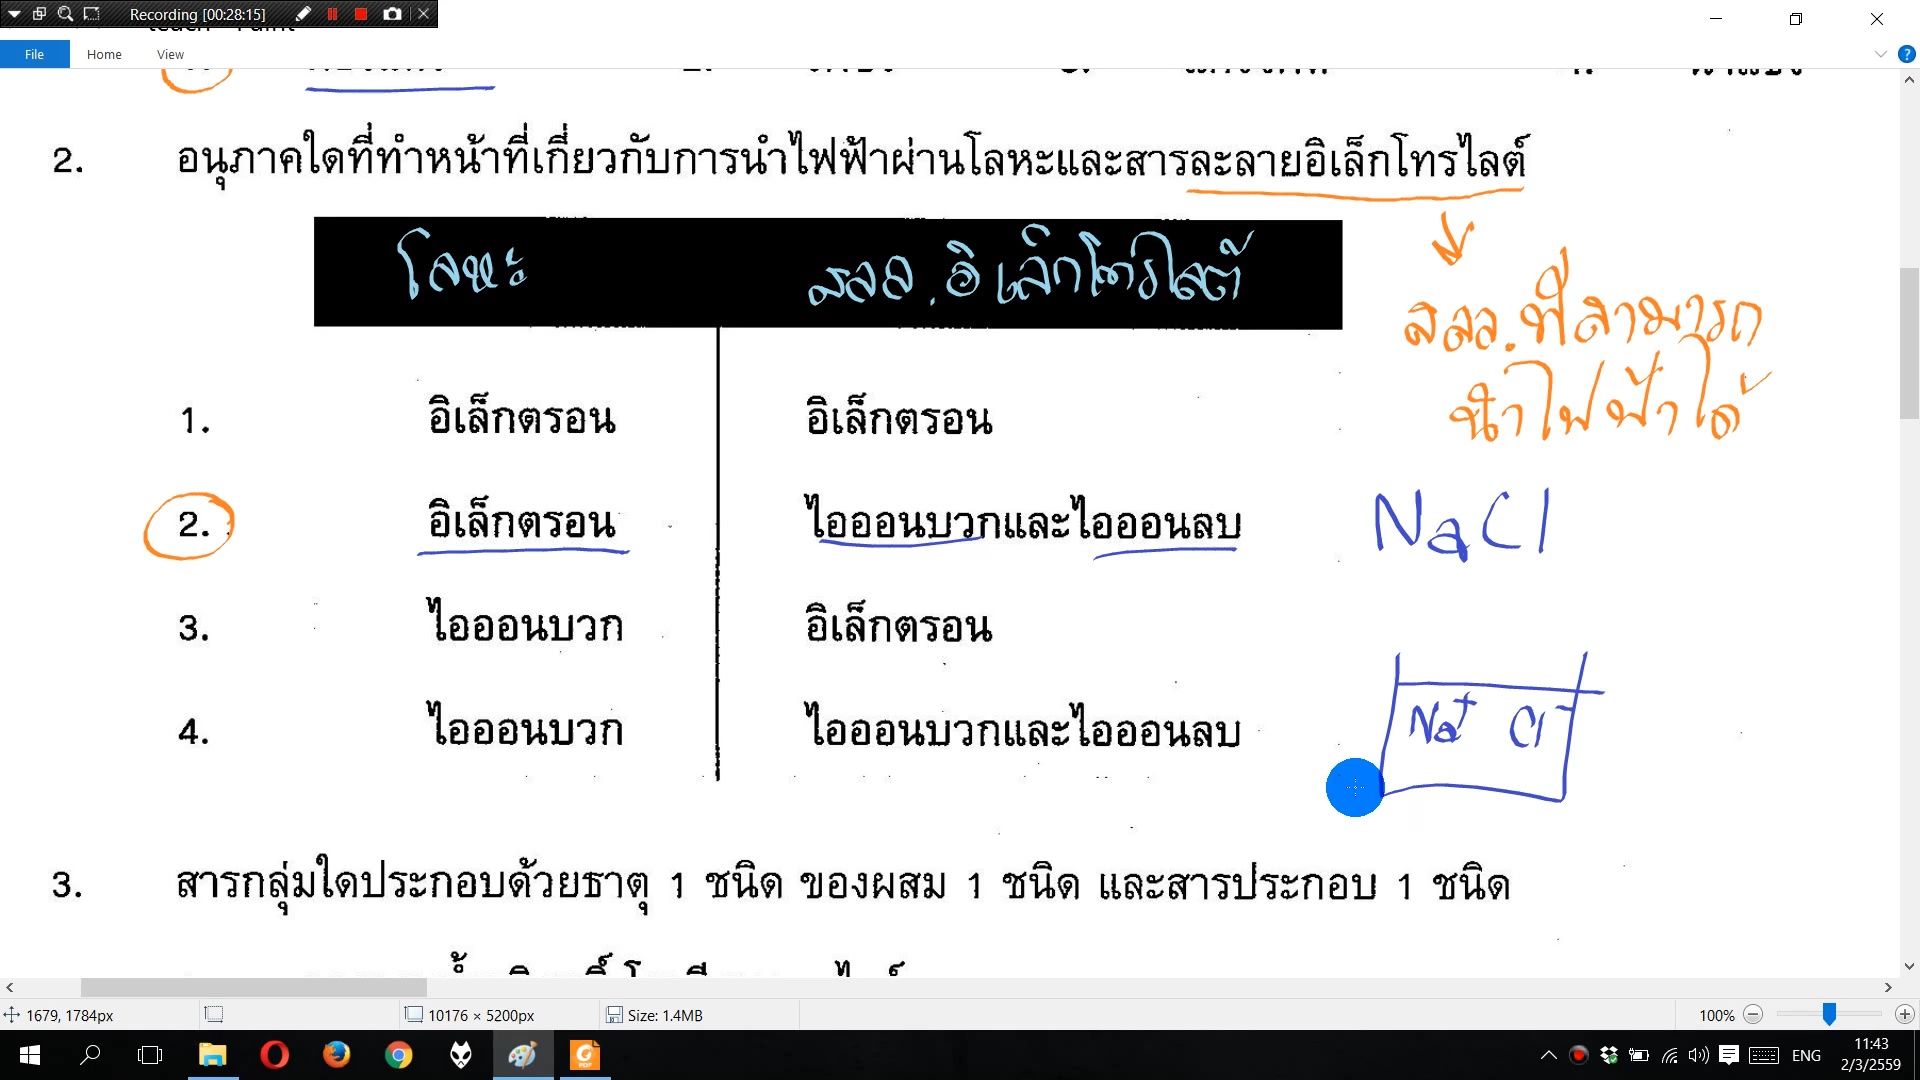 Recording [00:28:15]
File Home View
2. อนุภาคใดที่ทำหน้าที่เกี่ยวกับการนำไฟฟ้าผ่านโลหะและสารละลายอิเล็กโทรไลต์
โลหะ สลล.อิเล็กโทรไลต์
สลล.ที่สามารถ
นำไฟฟ้าได้
1. อิเล็กตรอน อิเล็กตรอน
2. อิเล็กตรอน ไอออนบวกและไอออนลบ NaCl
3. ไอออนบวก อิเล็กตรอน
4. ไอออนบวก ไอออนบวกและไอออนลบ
Na+ Cl-
3. สารกลุ่มใดประกอบด้วยธาตุ 1 ชนิด ของผสม 1 ชนิด และสารประกอบ 1 ชนิด
1679, 1784px 10176 × 5200px Size: 1.4MB 100%
ENG 11:43
2/3/2559